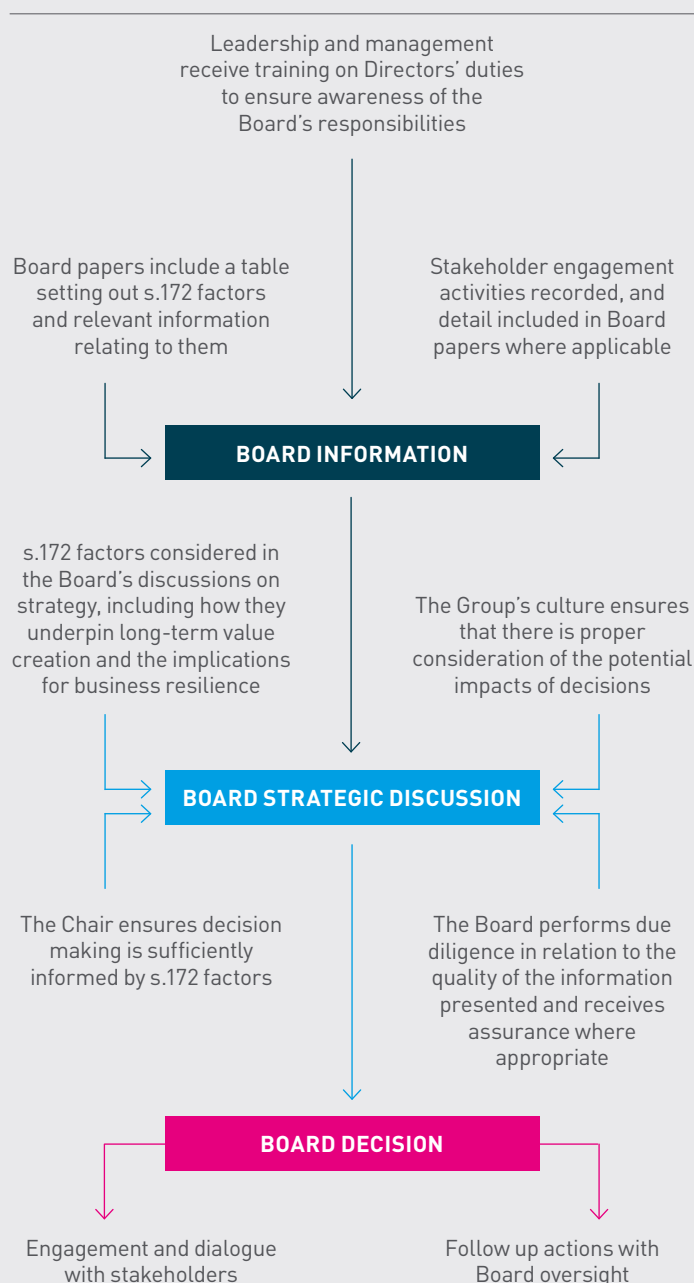 Leadership and management
receive training on Directors’ duties
to ensure awareness of the
Board’s responsibilities
Board papers include a table
setting out s.172 factors
and relevant information
relating to them
Stakeholder engagement
activities recorded, and
detail included in Board
papers where applicable
BOARD INFORMATION
s.172 factors considered in
the Board’s discussions on
strategy, including how they
underpin long-term value
creation and the implications
for business resilience
The Group’s culture ensures
that there is proper
consideration of the potential
impacts of decisions
BOARD STRATEGIC DISCUSSION
The Chair ensures decision
making is sufficiently
informed by s.172 factors
The Board performs due
diligence in relation to the
quality of the information
presented and receives
assurance where
appropriate
BOARD DECISION
Engagement and dialogue
with stakeholders
Follow up actions with
Board oversight